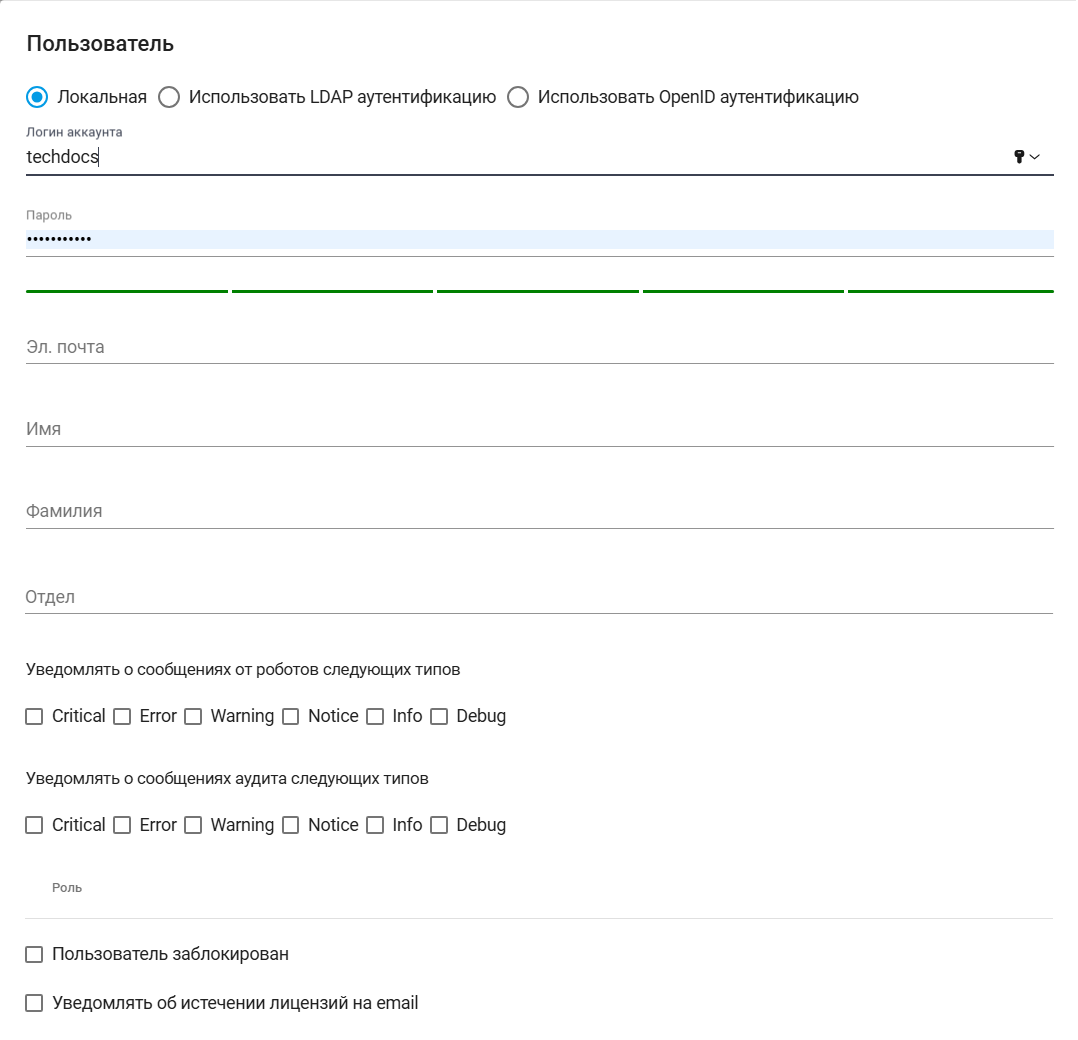 Пользователь
Локальная Использовать LDAP аутентификацию Использовать OpenID аутентификацию
Логин аккаунта
techdocs
Пароль
•••••••••••
Эл. почта
Имя
Фамилия
Отдел
Уведомлять о сообщениях от роботов следующих типов
Critical Error Warning Notice Info Debug
Уведомлять о сообщениях аудита следующих типов
Critical Error Warning Notice Info Debug
Роль
Пользователь заблокирован
Уведомлять об истечении лицензий на email